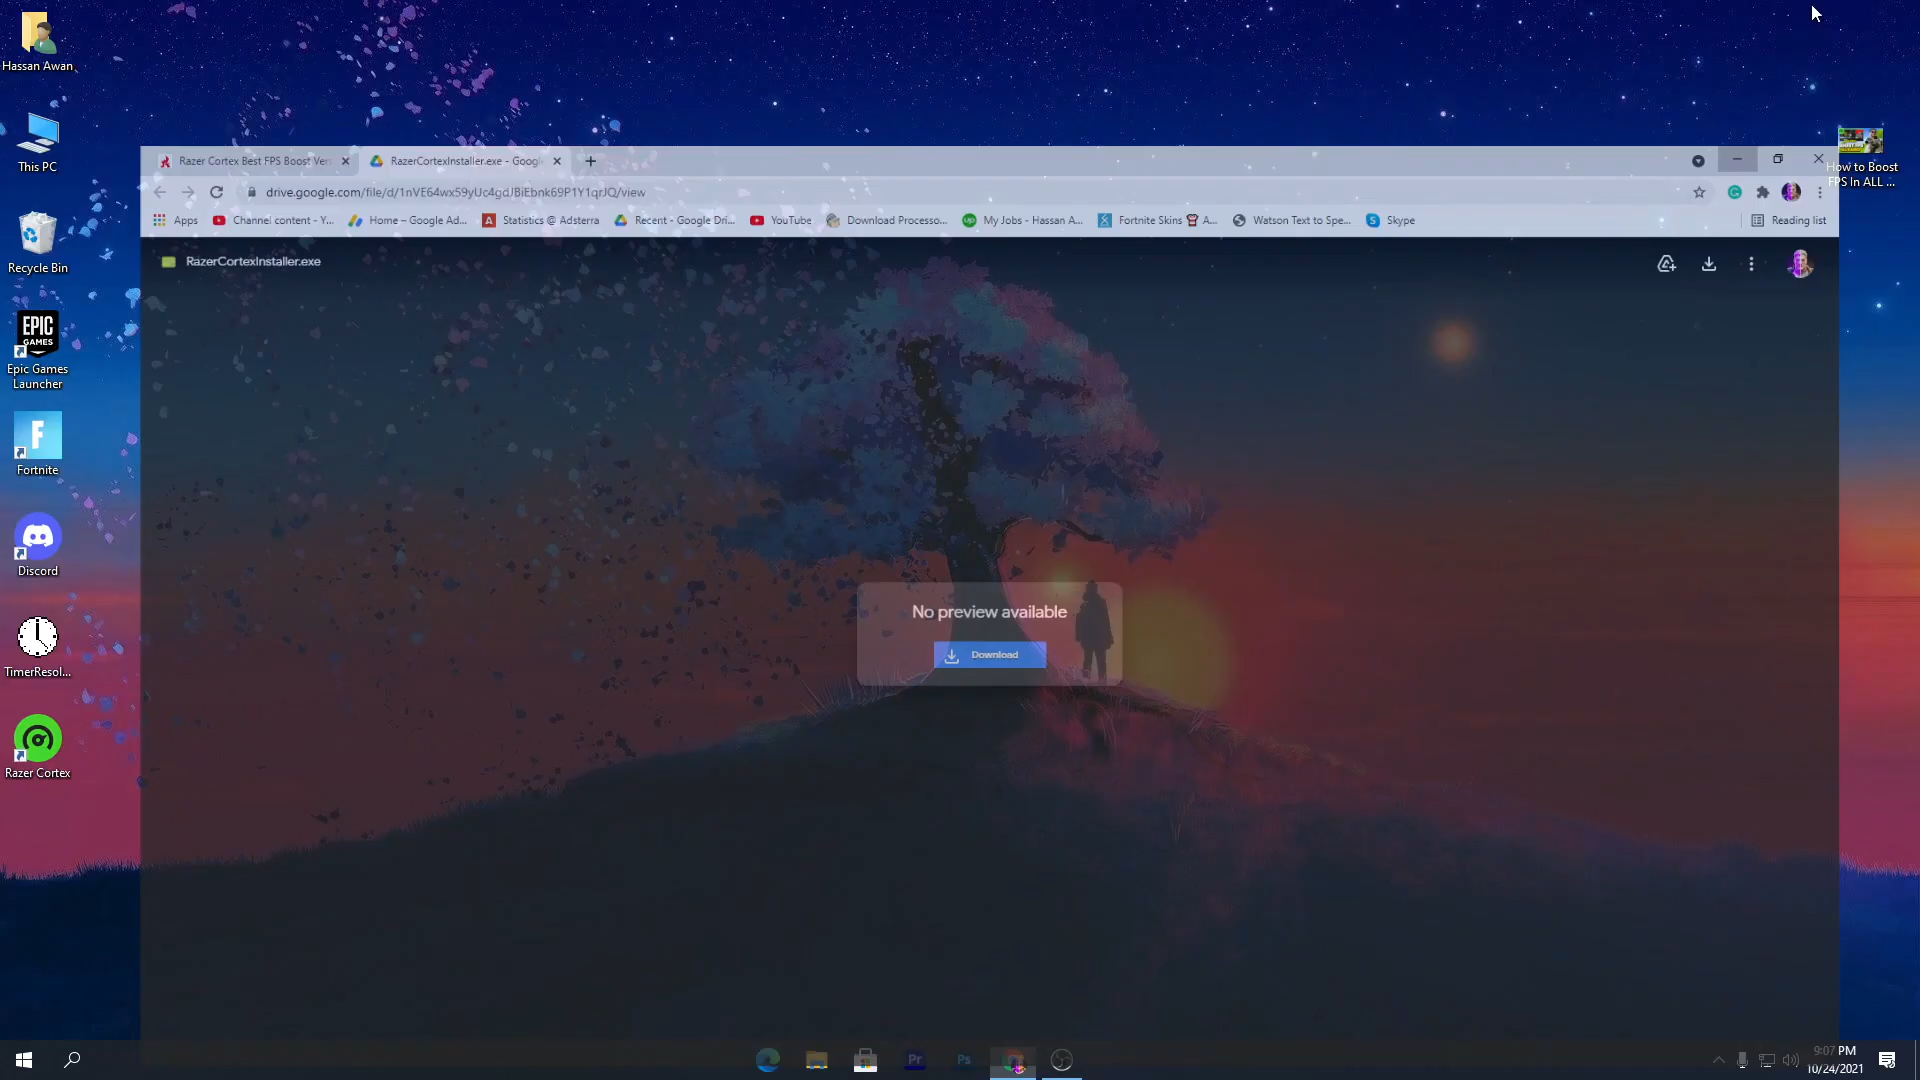 Hassan Awan
This PC
Recycle Bin
EPIC
GAMES
Epic Games
Launcher
F
Fortnite
Discord
TimerResol...
Razer Cortex
How to Boost
FPS In ALL ...
Razer Cortex Best FPS Boost Ver
RazerCortexInstaller.exe - Googl
drive.google.com/file/d/1nVE64wx59yUc4gdJBiEbnk69P1Y1qrJQ/view
Apps
Channel content - Y...
Home – Google Ad...
Statistics @ Adsterra
Recent - Google Dri...
YouTube
Download Processo...
My Jobs - Hassan A...
Fortnite Skins A...
Watson Text to Spe...
Skype
Reading list
RazerCortexInstaller.exe
No preview available
Download
Pr
Ps
9:07 PM
10/24/2021